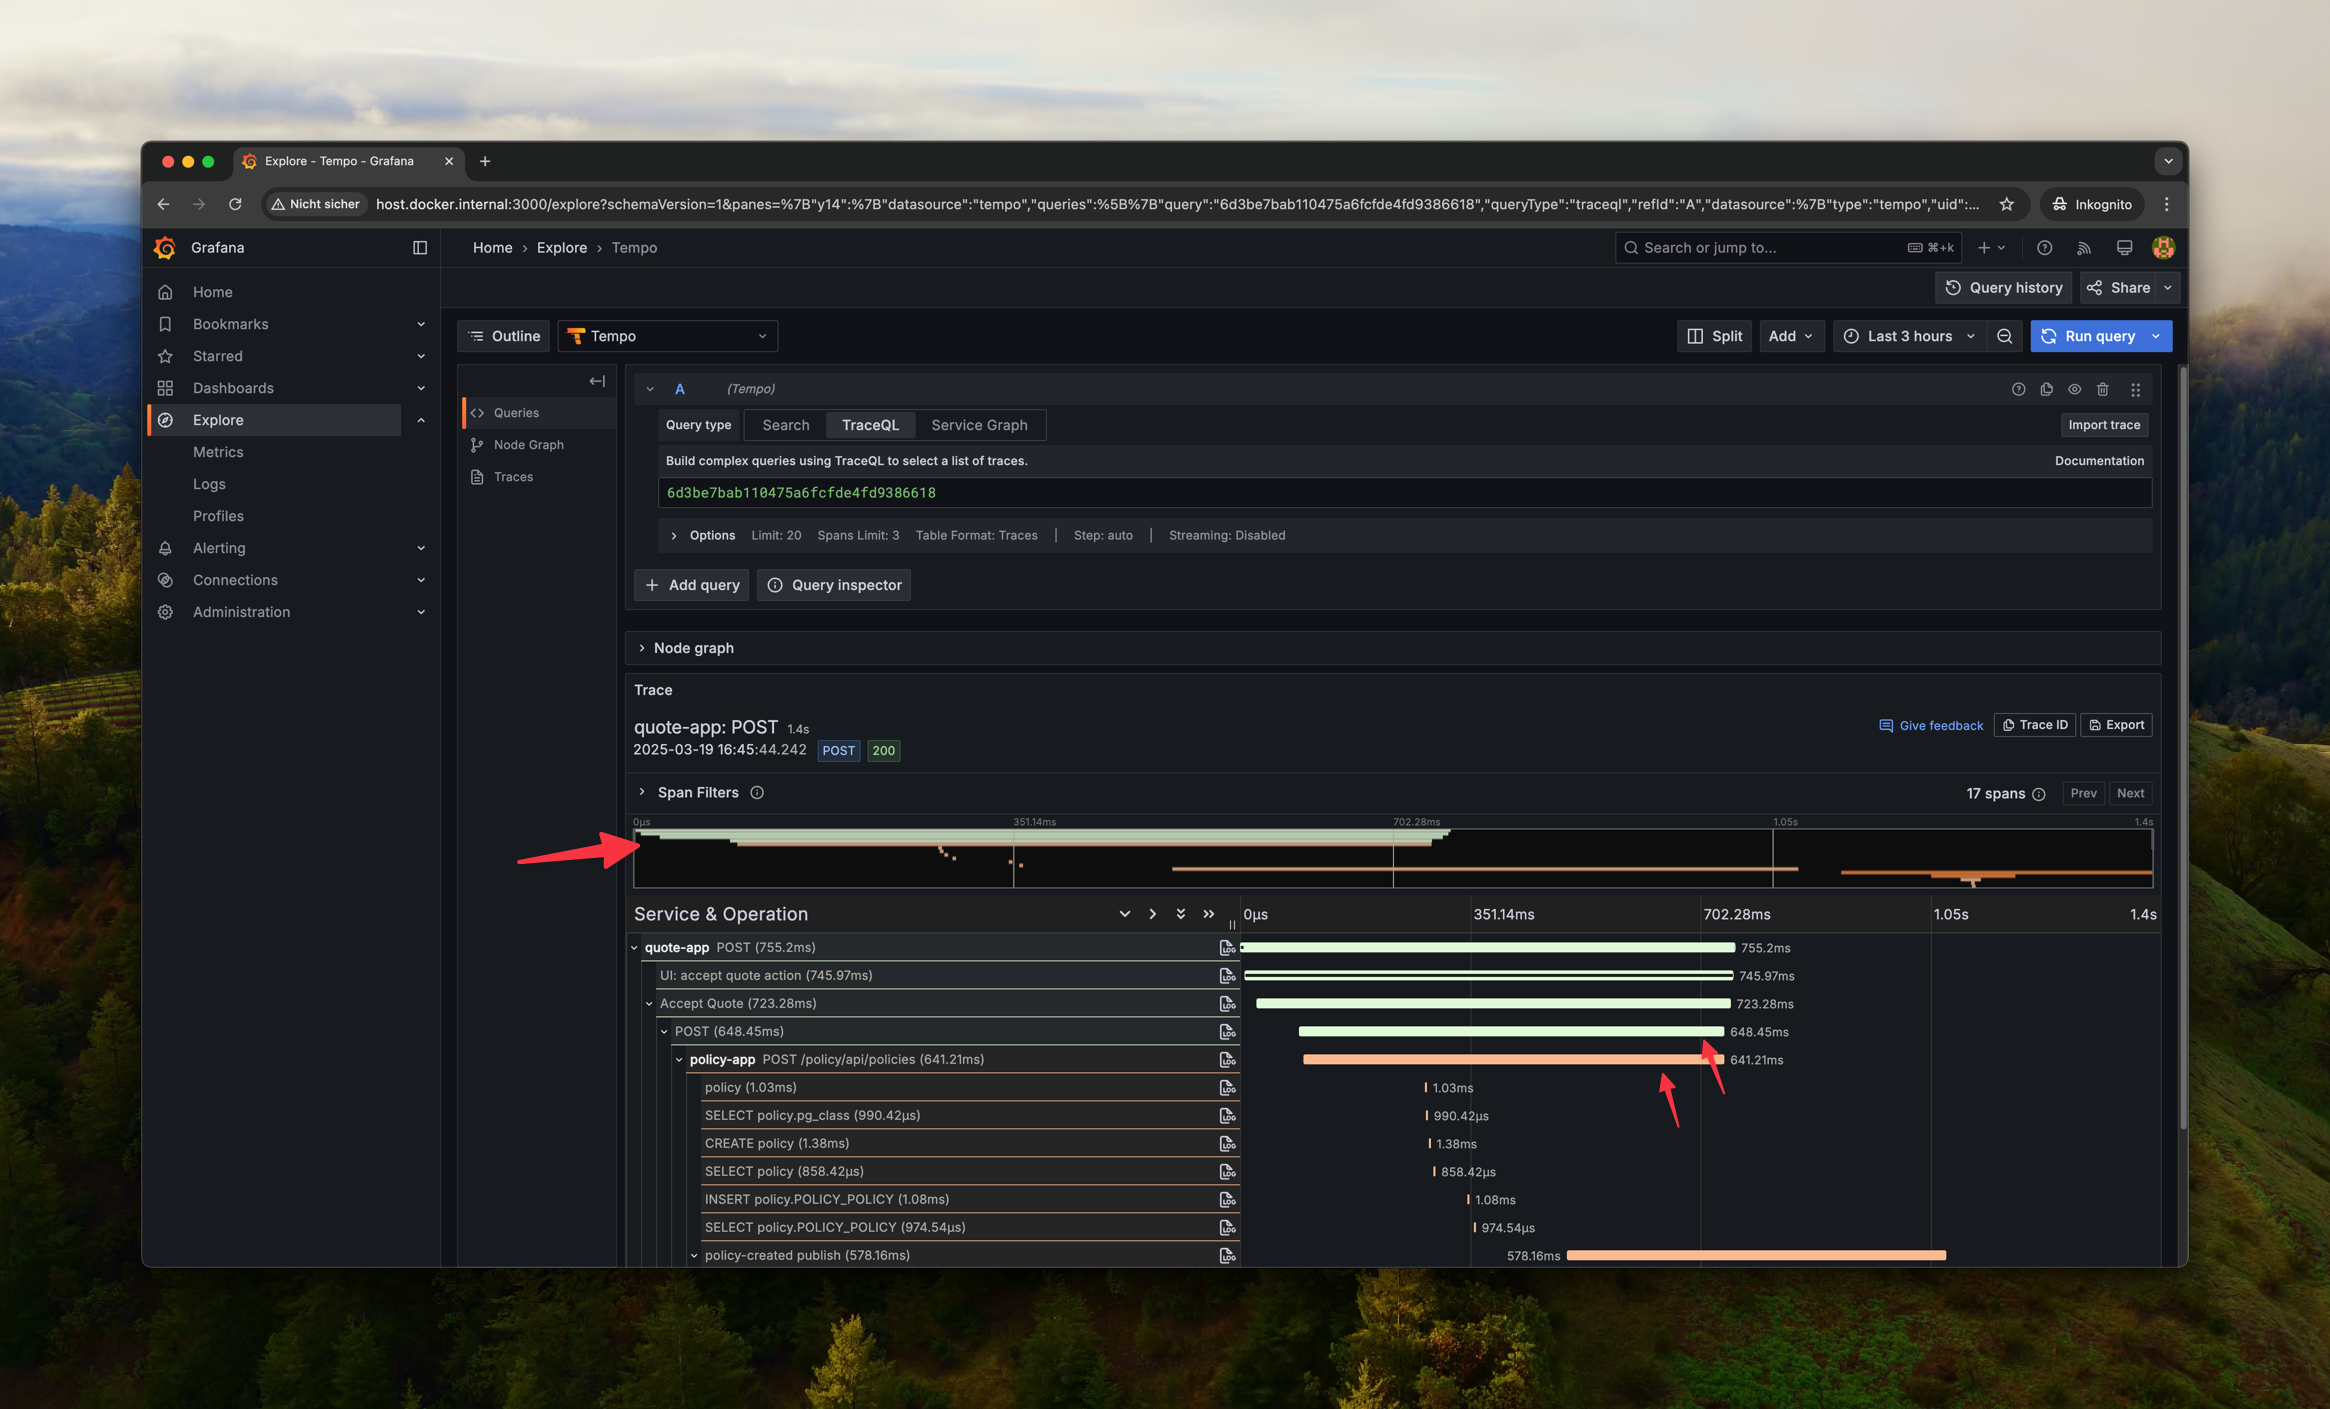 Explore - Tempo - Grafana
Nicht sicher
host.docker.internal:3000/explore?schemaVersion=1&panes=%7B"y14":%7B"datasource":"tempo","queries":%5B%7B"query":"6d3be7bab110475a6fcfde4fd9386618","queryType":"traceql","refId":"A","datasource":%7B"type":"tempo","uid":...
Inkognito
Grafana
Home › Explore › Tempo
Search or jump to...
⌘+k
Home
Bookmarks
Starred
Dashboards
Explore
Metrics
Logs
Profiles
Alerting
Connections
Administration
Query history
Share
Outline
Tempo
Split
Add
Last 3 hours
Run query
Queries
Node Graph
Traces
A (Tempo)
Query type
Search
TraceQL
Service Graph
Import trace
Build complex queries using TraceQL to select a list of traces.
Documentation
6d3be7bab110475a6fcfde4fd9386618
Options Limit: 20 Spans Limit: 3 Table Format: Traces | Step: auto | Streaming: Disabled
+ Add query
Query inspector
Node graph
Trace
quote-app: POST 1.4s
2025-03-19 16:45:44.242 POST 200
Give feedback
Trace ID
Export
Span Filters
17 spans
Prev
Next
0µs 351.14ms 702.28ms 1.05s 1.4s
Service & Operation
0µs 351.14ms 702.28ms 1.05s 1.4s
quote-app POST (755.2ms) LOG 755.2ms
UI: accept quote action (745.97ms) LOG 745.97ms
Accept Quote (723.28ms) LOG 723.28ms
POST (648.45ms) LOG 648.45ms
policy-app POST /policy/api/policies (641.21ms) LOG 641.21ms
policy (1.03ms) LOG 1.03ms
SELECT policy.pg_class (990.42µs) LOG 990.42µs
CREATE policy (1.38ms) LOG 1.38ms
SELECT policy (858.42µs) LOG 858.42µs
INSERT policy.POLICY_POLICY (1.08ms) LOG 1.08ms
SELECT policy.POLICY_POLICY (974.54µs) LOG 974.54µs
policy-created publish (578.16ms) LOG 578.16ms